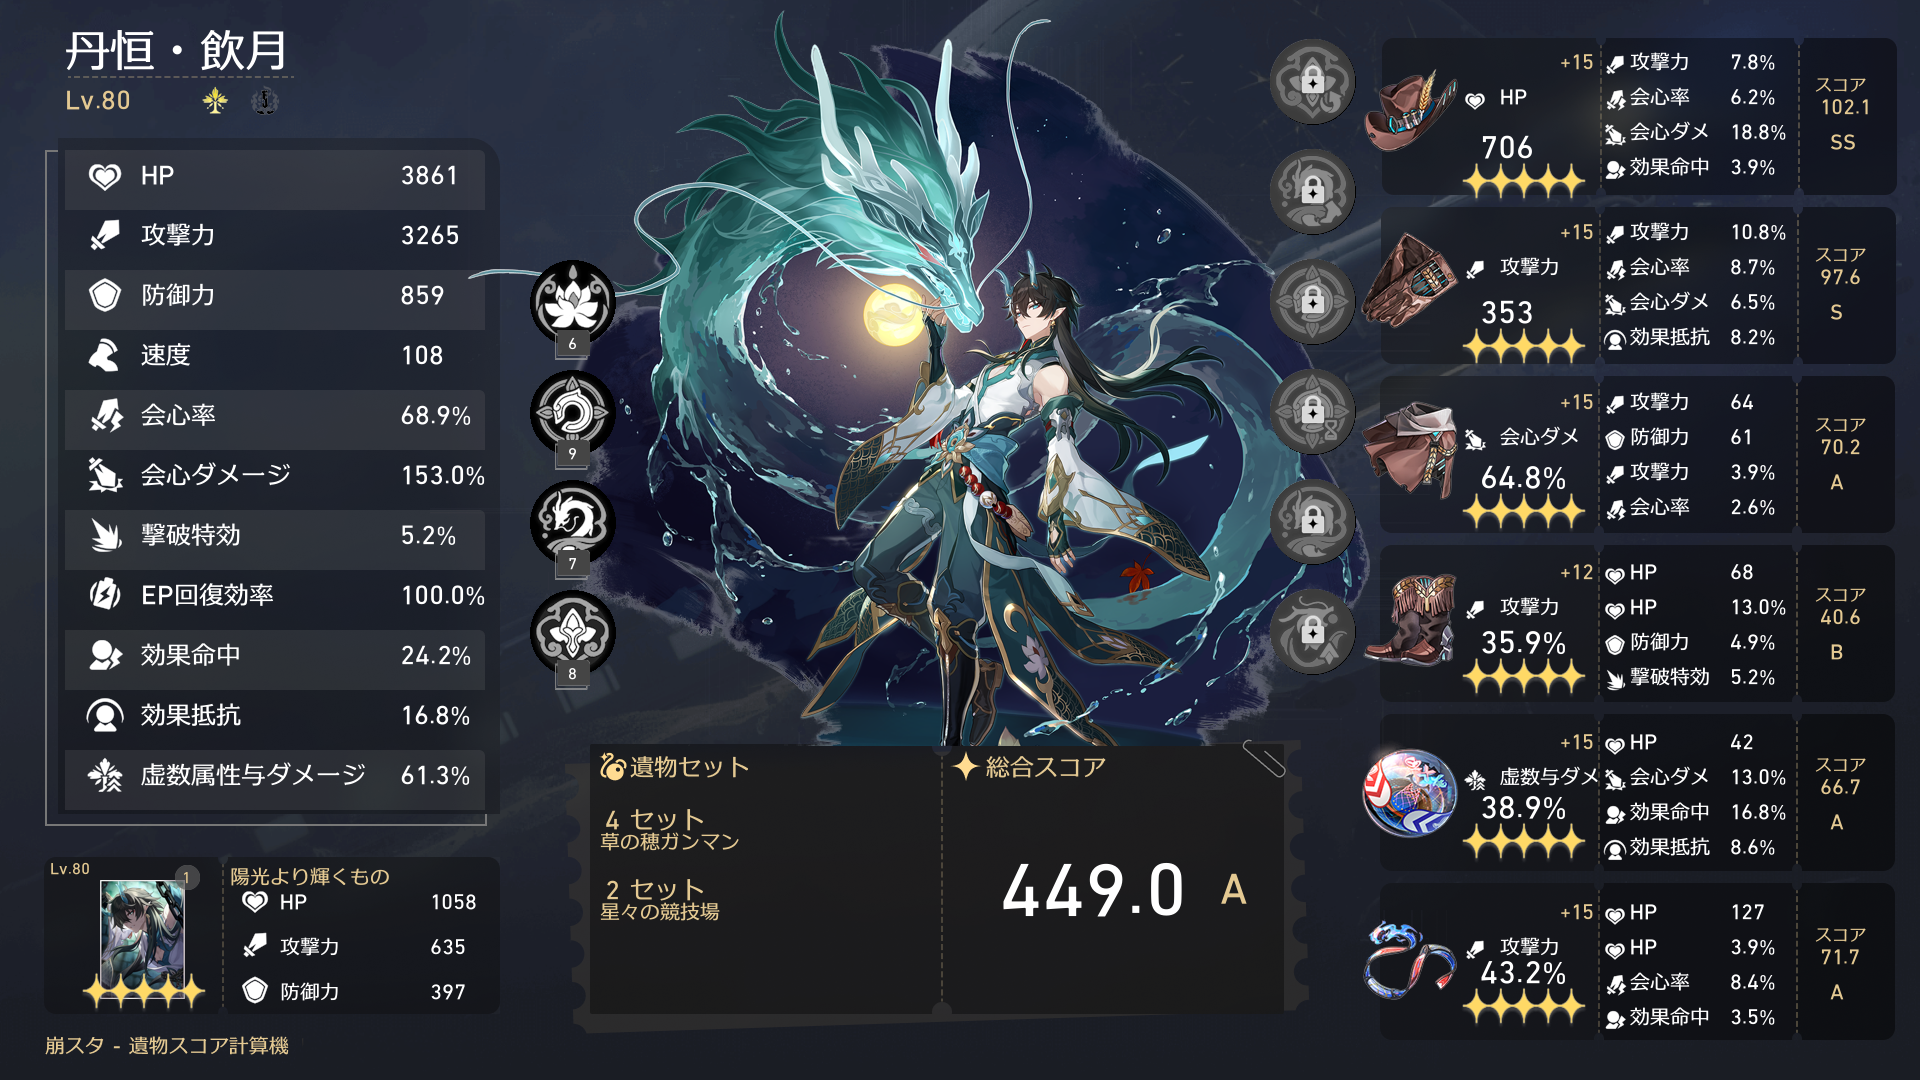 丹恒・飲月
Lv.80
5
HP 3861
攻撃力 3265
防御力 859
速度 108
会心率 68.9%
会心ダメージ 153.0%
撃破特効 5.2%
EP回復効率 100.0%
効果命中 24.2%
効果抵抗 16.8%
虚数属性与ダメージ 61.3%
Lv.80
1
陽光より輝くもの
HP 1058
攻撃力 635
防御力 397
崩スタ - 遺物スコア計算機
6
9
7
8
遺物セット
4 セット
草の穂ガンマン
2 セット
星々の競技場
総合スコア
449.0 A
+15
HP
706
攻撃力 7.8%
会心率 6.2%
会心ダメ 18.8%
効果命中 3.9%
スコア
102.1
SS
+15
攻撃力
353
攻撃力 10.8%
会心率 8.7%
会心ダメ 6.5%
効果抵抗 8.2%
スコア
97.6
S
+15
会心ダメ
64.8%
攻撃力 64
防御力 61
攻撃力 3.9%
会心率 2.6%
スコア
70.2
A
+12
攻撃力
35.9%
HP 68
HP 13.0%
防御力 4.9%
撃破特効 5.2%
スコア
40.6
B
+15
虚数与ダメ
38.9%
HP 42
会心ダメ 13.0%
効果命中 16.8%
効果抵抗 8.6%
スコア
66.7
A
+15
攻撃力
43.2%
HP 127
HP 3.9%
会心率 8.4%
効果命中 3.5%
スコア
71.7
A